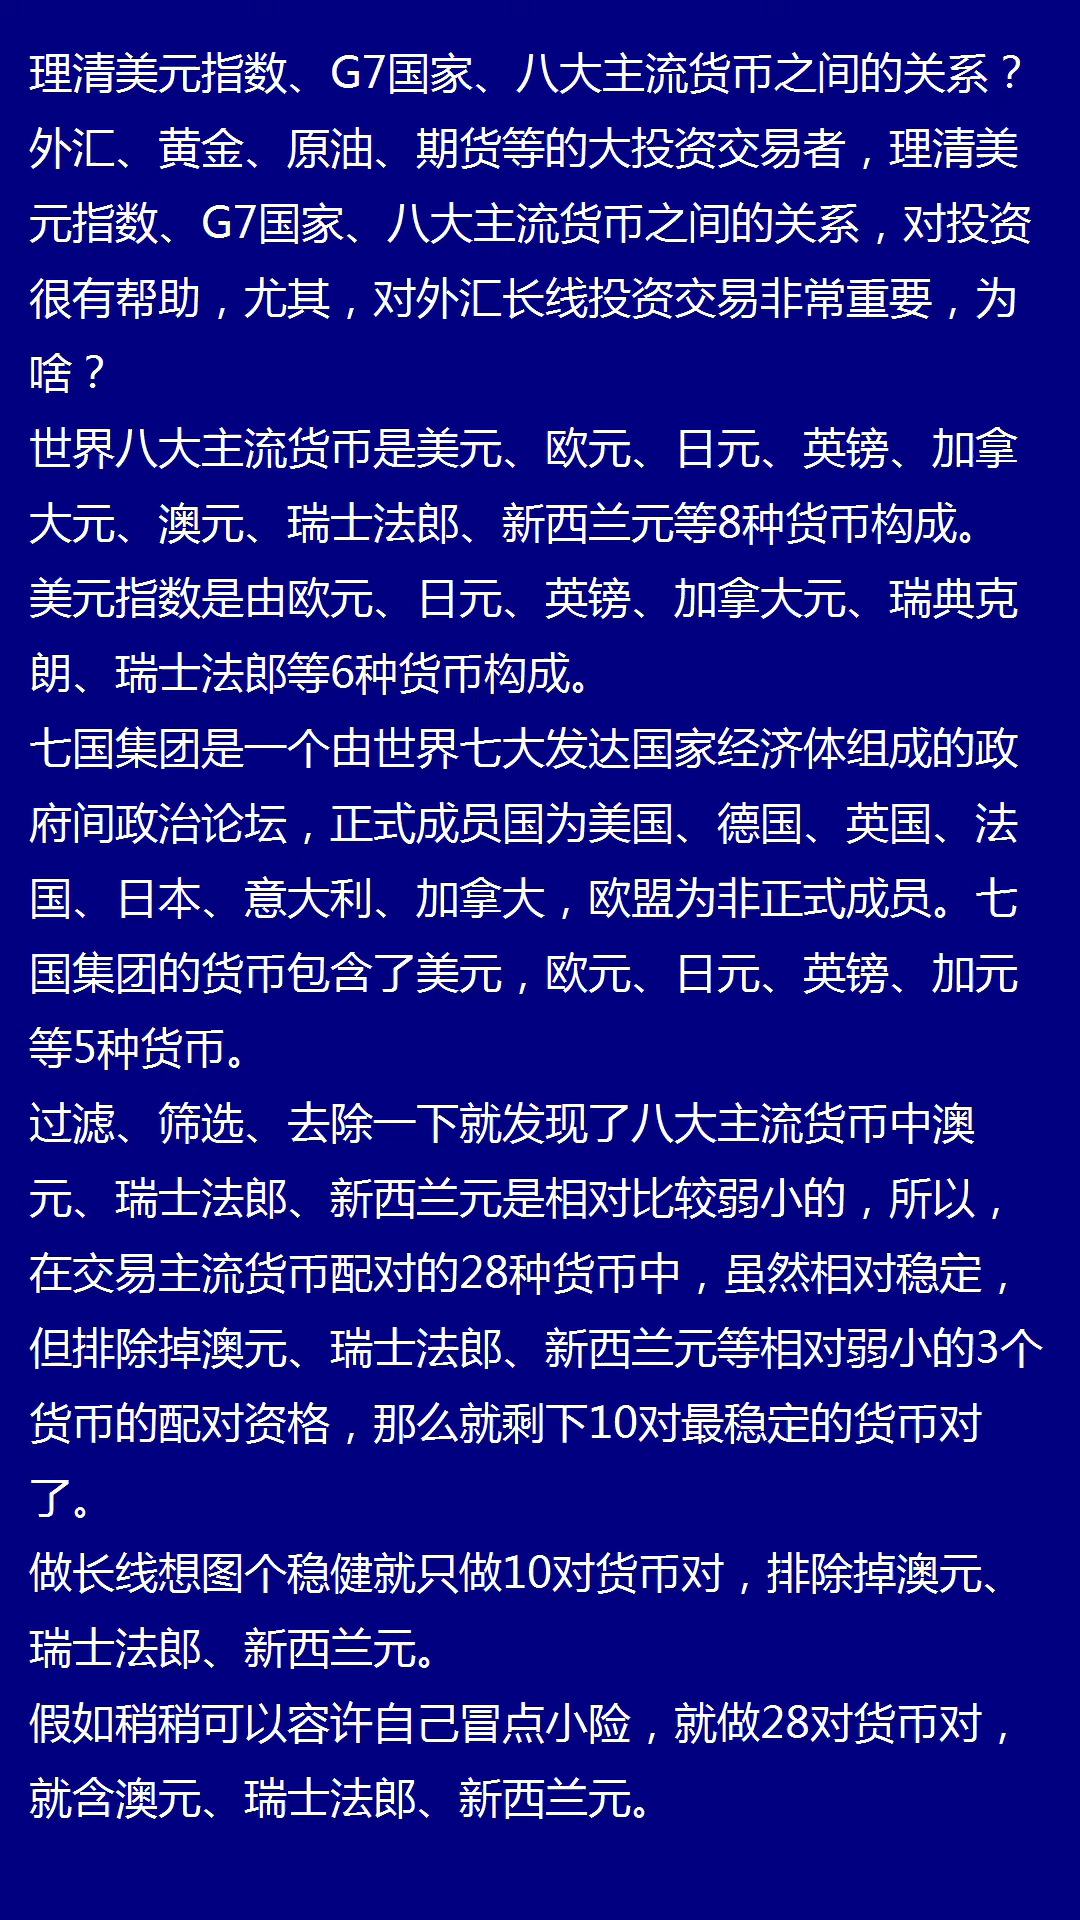 理清美元指数、G7国家、八大主流货币之间的关系？
外汇、黄金、原油、期货等的大投资交易者，理清美
元指数、G7国家、八大主流货币之间的关系，对投资
很有帮助，尤其，对外汇长线投资交易非常重要，为
啥？
世界八大主流货币是美元、欧元、日元、英镑、加拿
大元、澳元、瑞士法郎、新西兰元等8种货币构成。
美元指数是由欧元、日元、英镑、加拿大元、瑞典克
朗、瑞士法郎等6种货币构成。
七国集团是一个由世界七大发达国家经济体组成的政
府间政治论坛，正式成员国为美国、德国、英国、法
国、日本、意大利、加拿大，欧盟为非正式成员。七
国集团的货币包含了美元，欧元、日元、英镑、加元
等5种货币。
过滤、筛选、去除一下就发现了八大主流货币中澳
元、瑞士法郎、新西兰元是相对比较弱小的，所以，
在交易主流货币配对的28种货币中，虽然相对稳定，
但排除掉澳元、瑞士法郎、新西兰元等相对弱小的3个
货币的配对资格，那么就剩下10对最稳定的货币对
了。
做长线想图个稳健就只做10对货币对，排除掉澳元、
瑞士法郎、新西兰元。
假如稍稍可以容许自己冒点小险，就做28对货币对，
就含澳元、瑞士法郎、新西兰元。